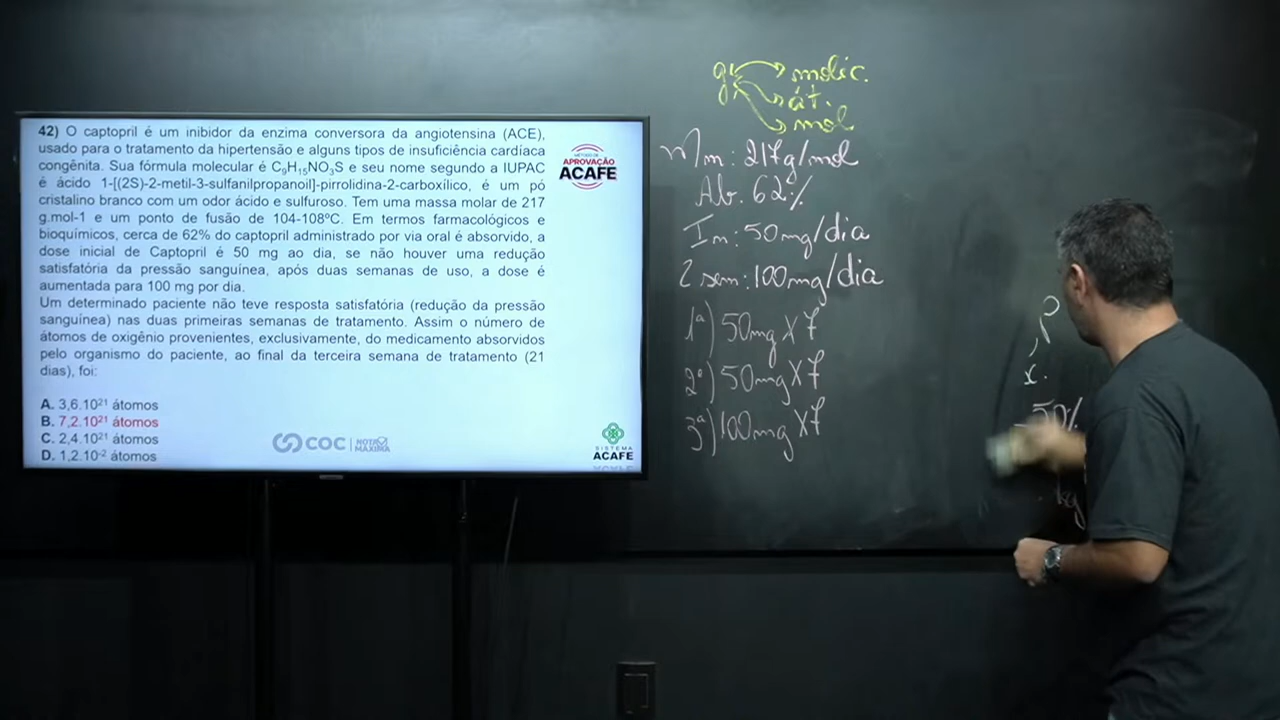 42) O captopril é um inibidor da enzima conversora da angiotensina (ACE),
usado para o tratamento da hipertensão e alguns tipos de insuficiência cardíaca
congênita. Sua fórmula molecular é C₉H₁₅NO₃S e seu nome segundo a IUPAC
é ácido 1-[(2S)-2-metil-3-sulfanilpropanoil]-pirrolidina-2-carboxílico, é um pó
cristalino branco com um odor ácido e sulfuroso. Tem uma massa molar de 217
g.mol-1 e um ponto de fusão de 104-108ºC. Em termos farmacológicos e
bioquímicos, cerca de 62% do captopril administrado por via oral é absorvido, a
dose inicial de Captopril é 50 mg ao dia, se não houver uma redução
satisfatória da pressão sanguínea, após duas semanas de uso, a dose é
aumentada para 100 mg por dia.
Um determinado paciente não teve resposta satisfatória (redução da pressão
sanguínea) nas duas primeiras semanas de tratamento. Assim o número de
átomos de oxigênio provenientes, exclusivamente, do medicamento absorvidos
pelo organismo do paciente, ao final da terceira semana de tratamento (21
dias), foi:
A. 3,6.10²¹ átomos
B. 7,2.10²¹ átomos
C. 2,4.10²¹ átomos
D. 1,2.10⁻² átomos
MÉTODO DE
APROVAÇÃO
ACAFE
COC
NOTA
MÁXIMA
SISTEMA
ACAFE
g moléc.
át.
mol
Mm: 217g/mol
Ab: 62%
In: 50mg/dia
2 sem: 100mg/dia
1ª) 50mg X 7
2ª) 50mg X 7
3ª) 100mg X 7
50%
kg